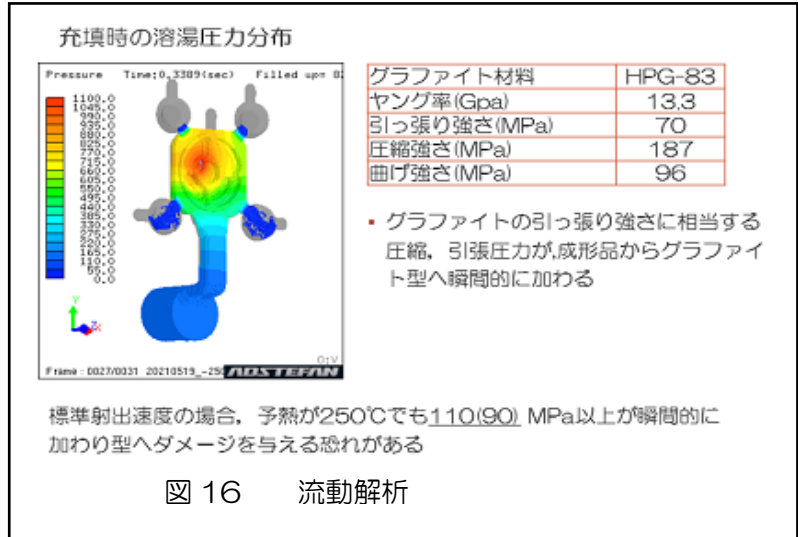 充填時の溶湯圧力分布
Pressure Time;0.3389(sec) Filled up=
1100.0
1045.0
990.0
935.0
880.0
825.0
770.0
715.0
660.0
605.0
550.0
495.0
440.0
385.0
330.0
275.0
220.0
165.0
110.0
55.0
0.0
Y
Frame : 0027/0031 20210519_-250
ADSTEFAN
グラファイト材料 HPG-83
ヤング率(Gpa) 13.3
引っ張り強さ(MPa) 70
圧縮強さ(MPa) 187
曲げ強さ(MPa) 96
▪ グラファイトの引っ張り強さに相当する
圧縮，引張圧力が,成形品からグラファイ
ト型へ瞬間的に加わる
標準射出速度の場合，予熱が250℃でも110(90) MPa以上が瞬間的に
加わり型へダメージを与える恐れがある
図 16 流動解析